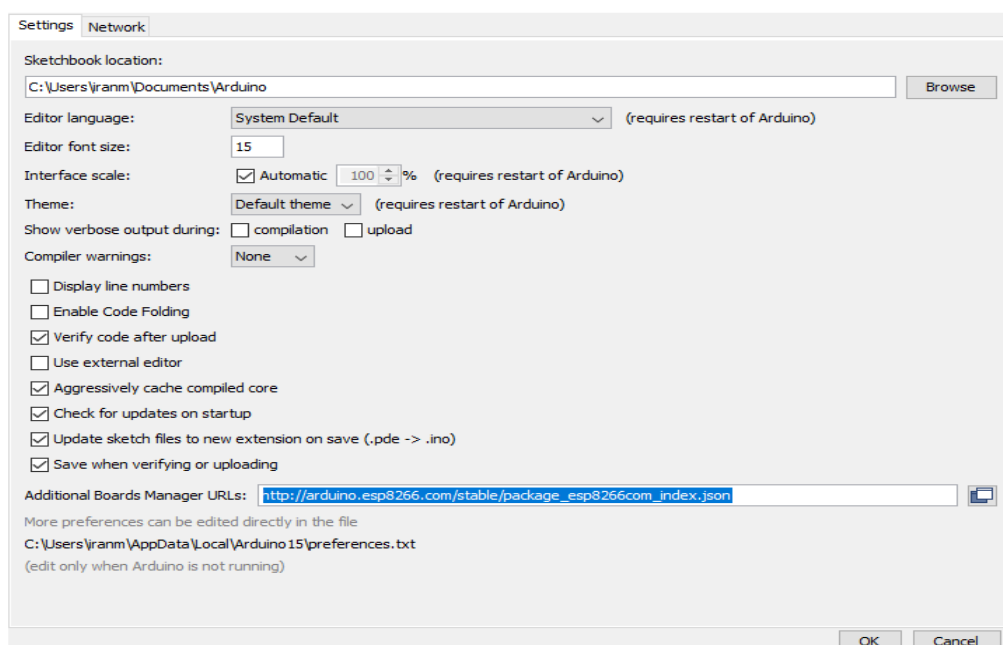 Settings Network
Sketchbook location:
C:\Users\iranm\Documents\Arduino Browse
Editor language: System Default (requires restart of Arduino)
Editor font size: 15
Interface scale: Automatic 100 % (requires restart of Arduino)
Theme: Default theme (requires restart of Arduino)
Show verbose output during: compilation upload
Compiler warnings: None
Display line numbers
Enable Code Folding
Verify code after upload
Use external editor
Aggressively cache compiled core
Check for updates on startup
Update sketch files to new extension on save (.pde -> .ino)
Save when verifying or uploading
Additional Boards Manager URLs: http://arduino.esp8266.com/stable/package_esp8266com_index.json
More preferences can be edited directly in the file
C:\Users\iranm\AppData\Local\Arduino15\preferences.txt
(edit only when Arduino is not running)
OK Cancel